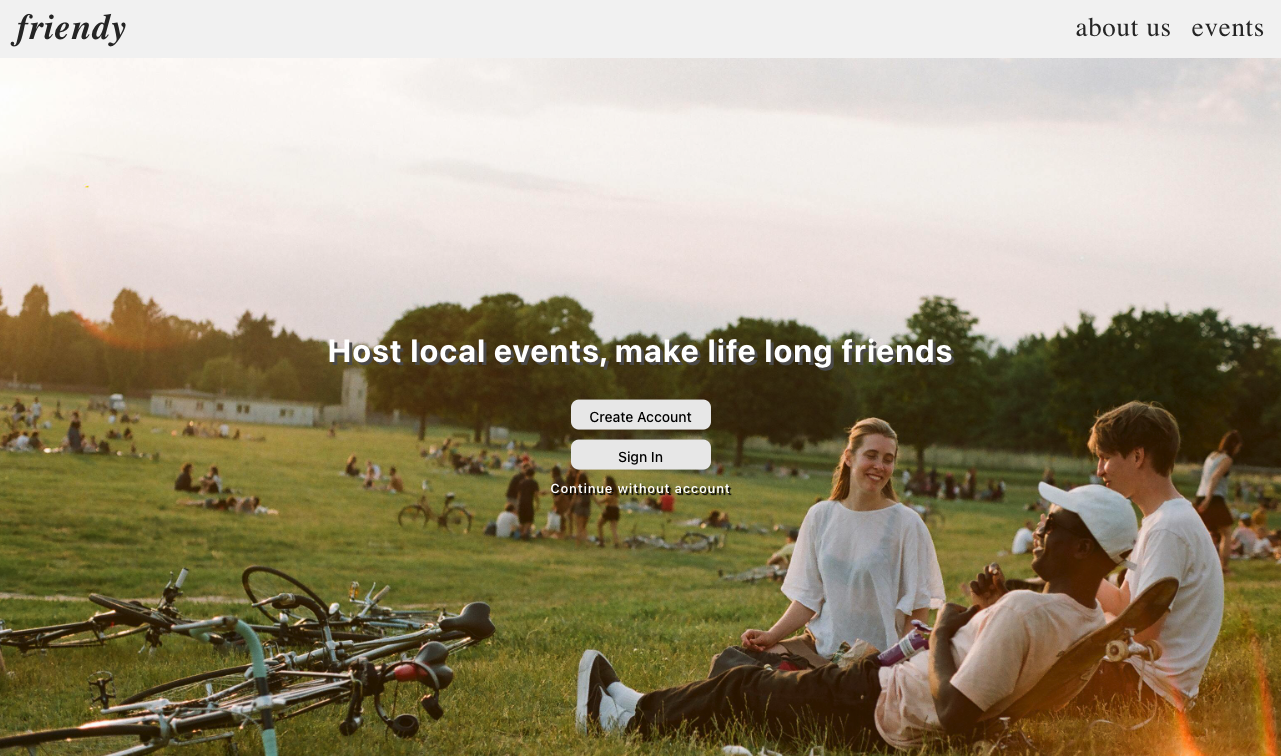 friendy
about us events
Host local events, make life long friends
Create Account
Sign In
Continue without account